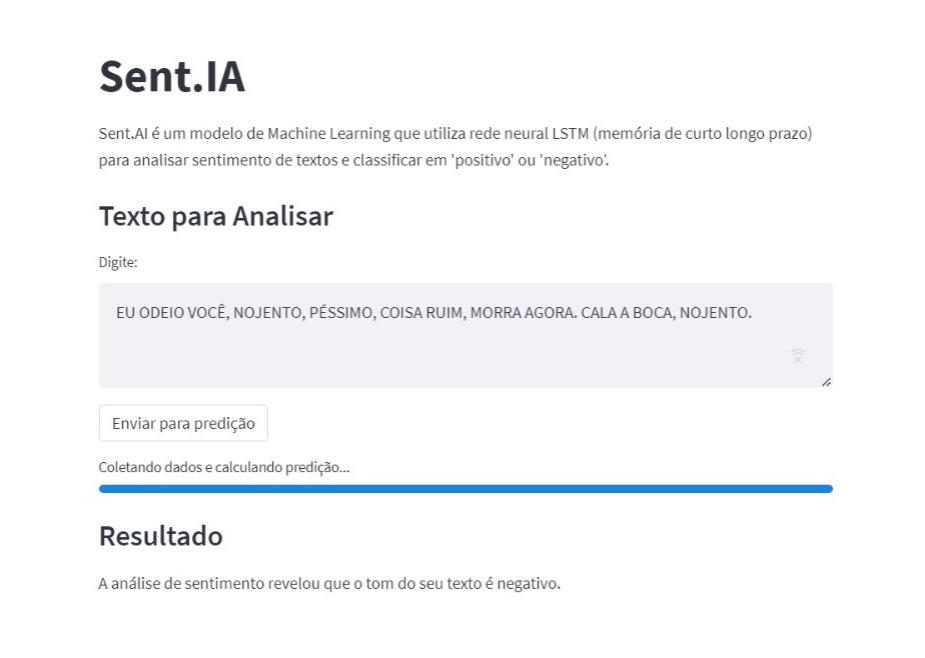 Sent.IA
Sent.AI é um modelo de Machine Learning que utiliza rede neural LSTM (memória de curto longo prazo)
para analisar sentimento de textos e classificar em 'positivo' ou 'negativo'.
Texto para Analisar
Digite:
EU ODEIO VOCÊ, NOJENTO, PÉSSIMO, COISA RUIM, MORRA AGORA. CALA A BOCA, NOJENTO.
Enviar para predição
Coletando dados e calculando predição...
Resultado
A análise de sentimento revelou que o tom do seu texto é negativo.